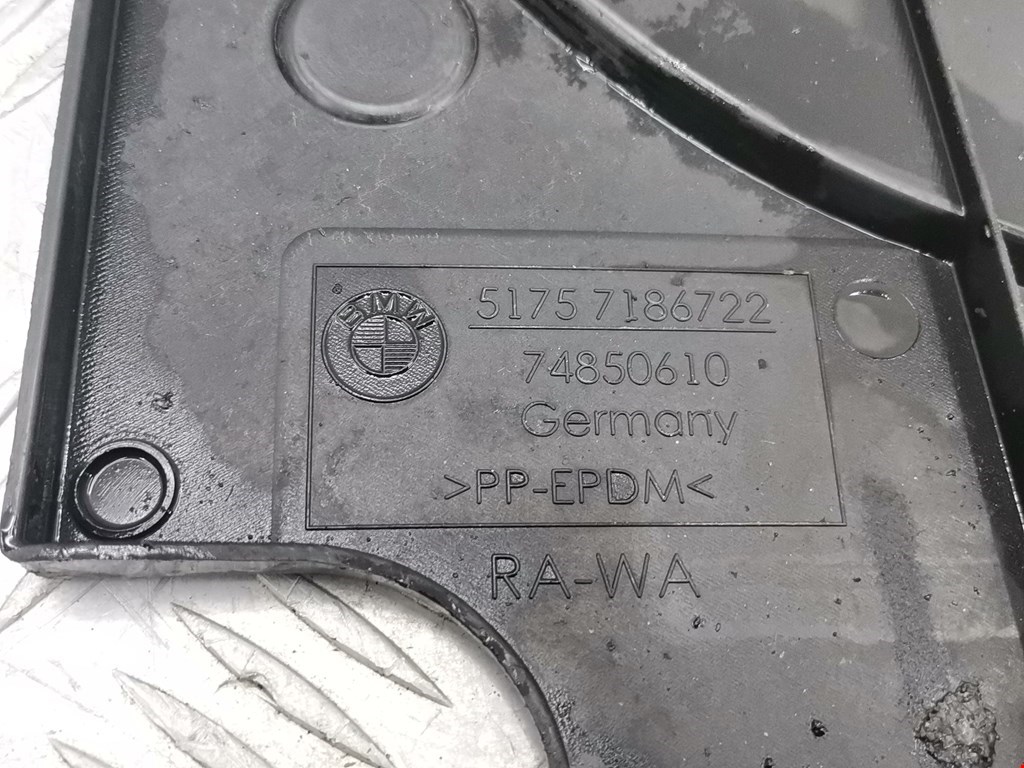 BMW
5175 7186722
74850610
Germany
>PP-EPDM<
RA-WA